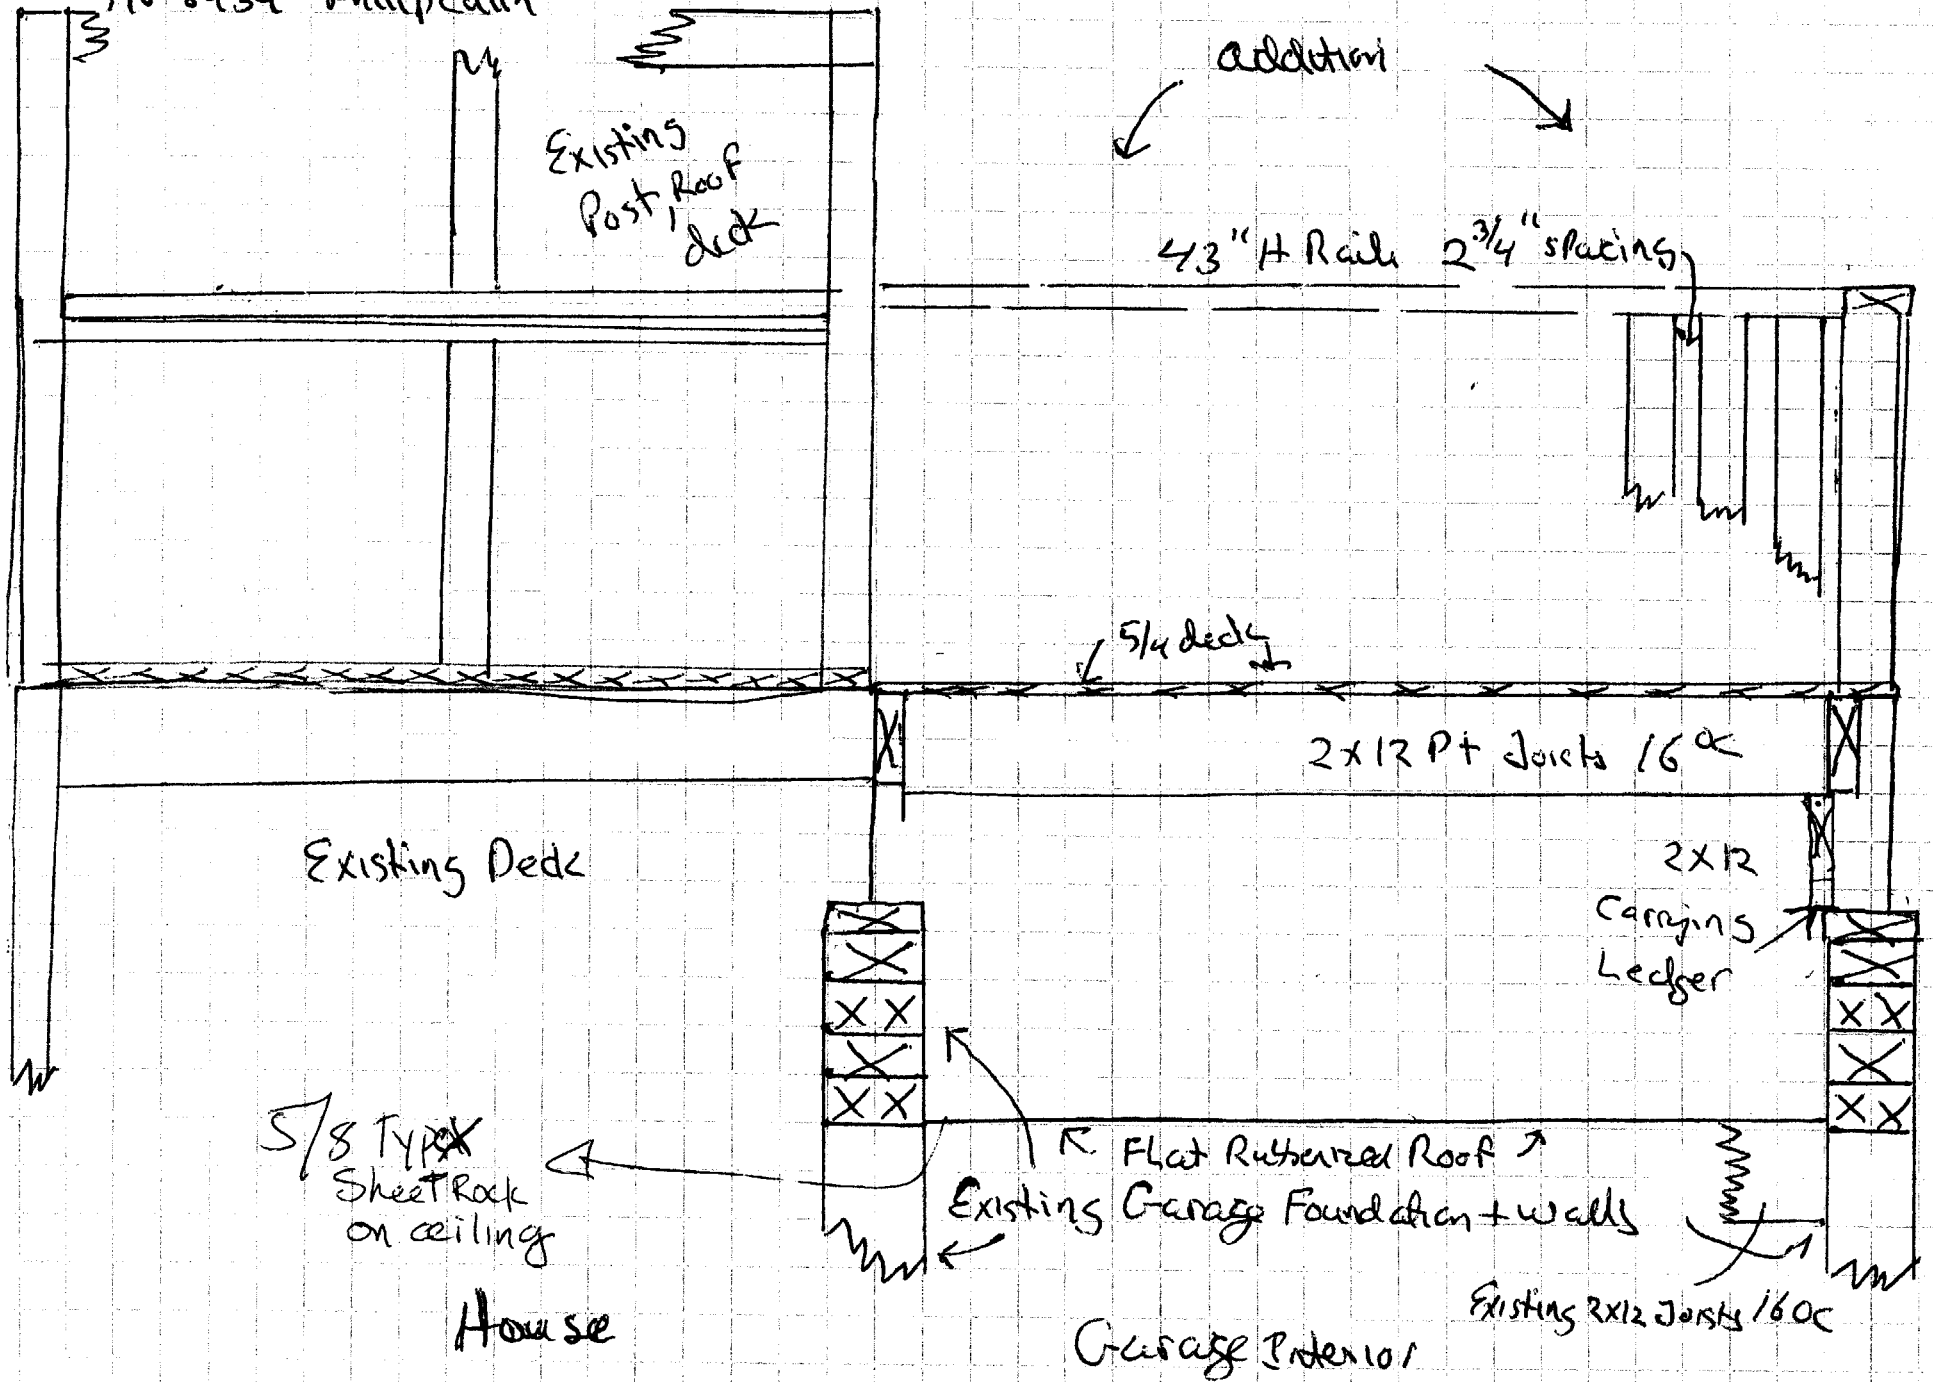 addition
Existing
Post, Roof
deck
43" H Rails 2 3/4" spacing
5/4 deck
2x12 Pt Joists 16 OC
Existing Deck
2x12
Carrying
Ledger
5/8 TypeX
SheetRock
on ceiling
Flat Rubberized Roof
Existing Garage Foundation + walls
Existing 2x12 Joists 16 OC
House
Garage Interior